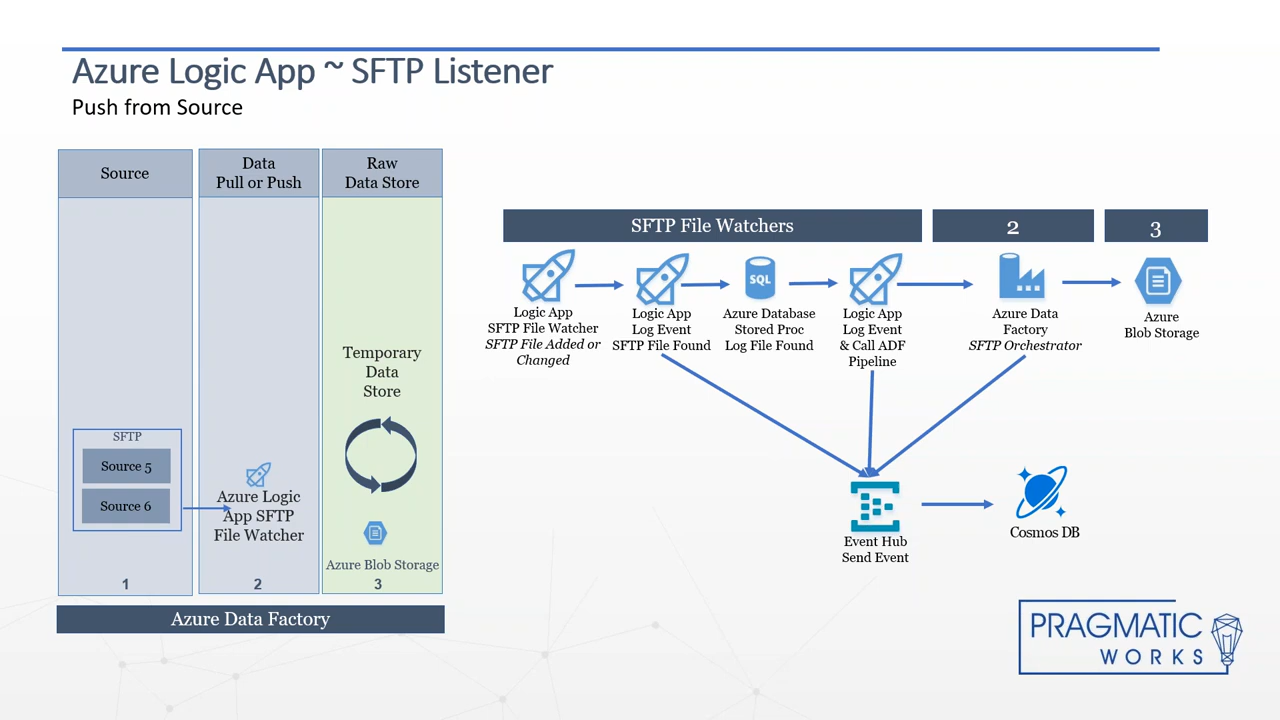 Azure Logic App ~ SFTP Listener
Push from Source
Source
Data
Pull or Push
Raw
Data Store
Temporary
Data
Store
SFTP
Source 5
Source 6
Azure Logic
App SFTP
File Watcher
Azure Blob Storage
1
2
3
Azure Data Factory
SFTP File Watchers
2
3
SQL
Logic App
SFTP File Watcher
SFTP File Added or
Changed
Logic App
Log Event
SFTP File Found
Azure Database
Stored Proc
Log File Found
Logic App
Log Event
& Call ADF
Pipeline
Azure Data
Factory
SFTP Orchestrator
Azure
Blob Storage
Event Hub
Send Event
Cosmos DB
PRAGMATIC
WORKS